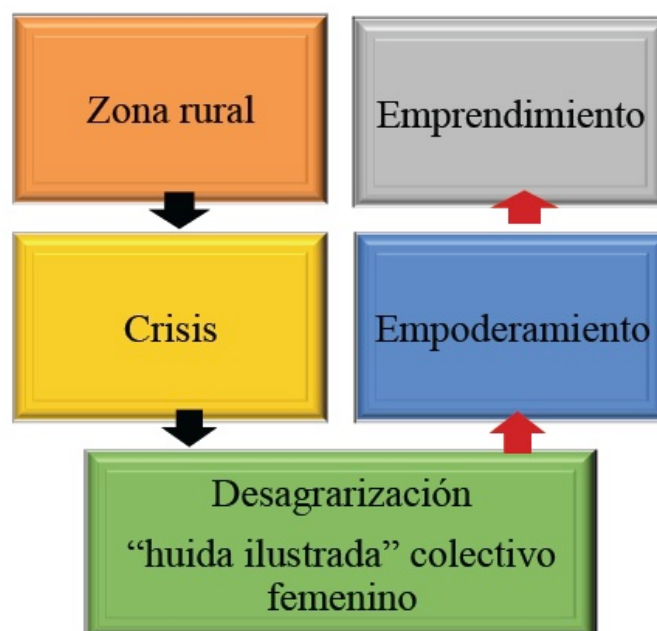 Zona rural
Crisis
Desagrarización
“huida ilustrada” colectivo
femenino
Empoderamiento
Emprendimiento